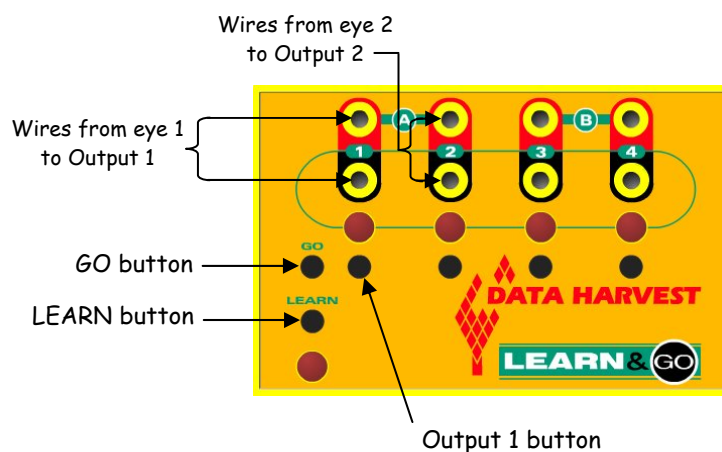 Wires from eye 2
to Output 2
Wires from eye 1
to Output 1
A
B
1
2
3
4
GO
GO button
LEARN
LEARN button
DATA HARVEST
LEARN & GO
Output 1 button